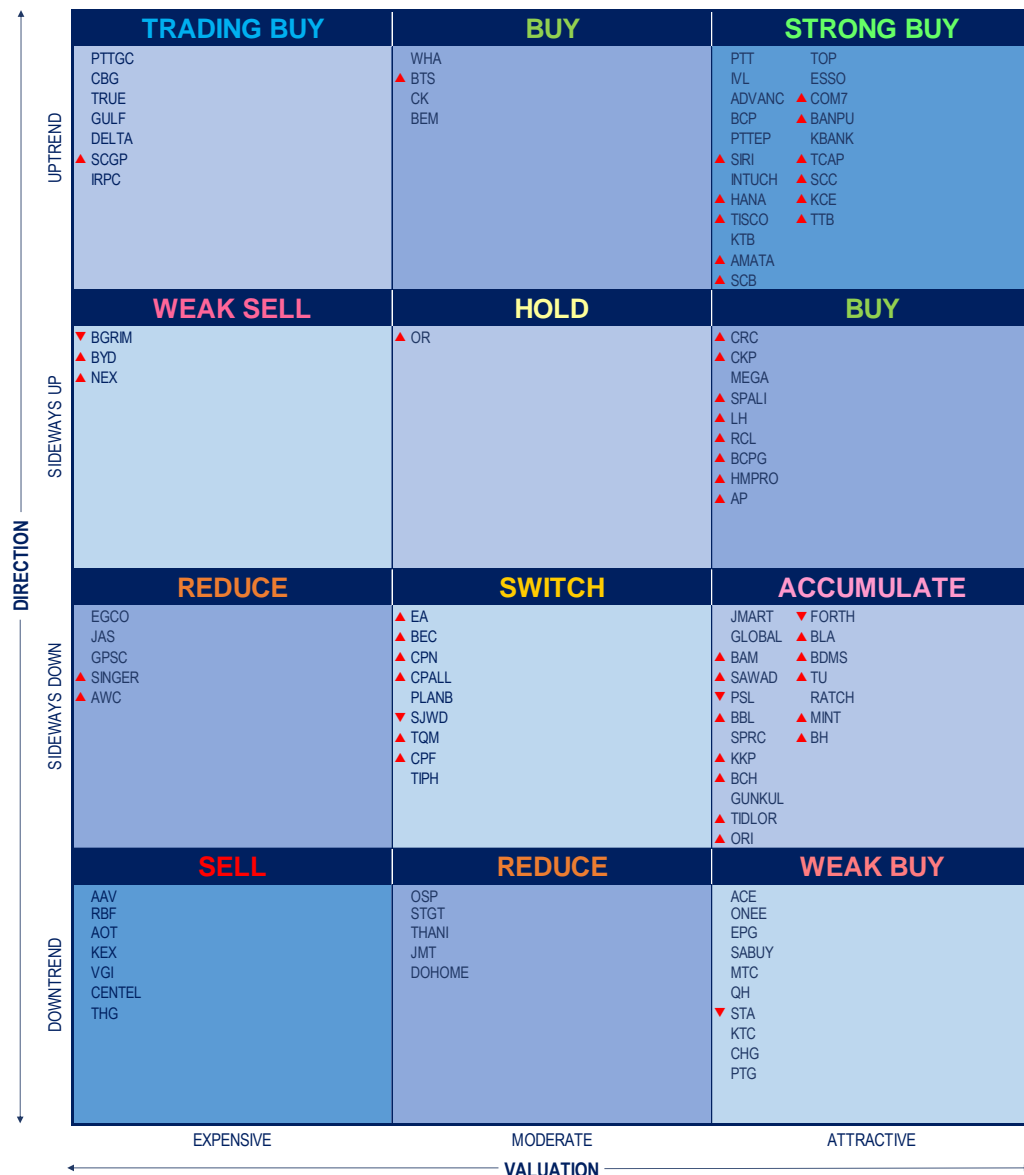 TRADING BUY
PTTGC
CBG
TRUE
GULF
DELTA
▲ SCGP
IRPC
BUY
WHA
▲ BTS
CK
BEM
STRONG BUY
PTT TOP
IVL ESSO
ADVANC ▲ COM7
BCP ▲ BANPU
PTTEP KBANK
▲ SIRI ▲ TCAP
INTUCH ▲ SCC
▲ HANA ▲ KCE
▲ TISCO ▲ TTB
KTB
▲ AMATA
▲ SCB
UPTREND
WEAK SELL
▼ BGRIM
▲ BYD
▲ NEX
HOLD
▲ OR
BUY
▲ CRC
▲ CKP
MEGA
▲ SPALI
▲ LH
▲ RCL
▲ BCPG
▲ HMPRO
▲ AP
SIDEWAYS UP
DIRECTION
REDUCE
EGCO
JAS
GPSC
▲ SINGER
▲ AWC
SWITCH
▲ EA
▲ BEC
▲ CPN
▲ CPALL
PLANB
▼ SJWD
▲ TQM
▲ CPF
TIPH
ACCUMULATE
JMART ▼ FORTH
GLOBAL ▲ BLA
▲ BAM ▲ BDMS
▲ SAWAD ▲ TU
▼ PSL RATCH
▲ BBL ▲ MINT
SPRC ▲ BH
▲ KKP
▲ BCH
GUNKUL
▲ TIDLOR
▲ ORI
SIDEWAYS DOWN
SELL
AAV
RBF
AOT
KEX
VGI
CENTEL
THG
REDUCE
OSP
STGT
THANI
JMT
DOHOME
WEAK BUY
ACE
ONEE
EPG
SABUY
MTC
QH
▼ STA
KTC
CHG
PTG
DOWNTREND
EXPENSIVE MODERATE ATTRACTIVE
VALUATION